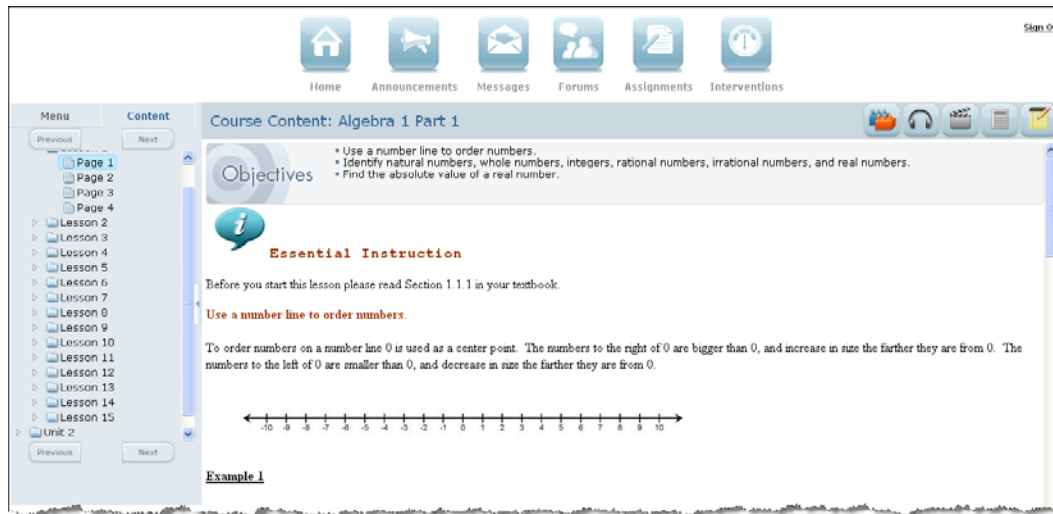 Sign O
Home Announcements Messages Forums Assignments Interventions
Menu Content
Previous Next
Page 1
Page 2
Page 3
Page 4
Lesson 2
Lesson 3
Lesson 4
Lesson 5
Lesson 6
Lesson 7
Lesson 8
Lesson 9
Lesson 10
Lesson 11
Lesson 12
Lesson 13
Lesson 14
Lesson 15
Unit 2
Previous Next
Course Content: Algebra 1 Part 1
Objectives
• Use a number line to order numbers.
• Identify natural numbers, whole numbers, integers, rational numbers, irrational numbers, and real numbers.
• Find the absolute value of a real number.
i
Essential Instruction
Before you start this lesson please read Section 1.1.1 in your textbook.
Use a number line to order numbers.
To order numbers on a number line 0 is used as a center point. The numbers to the right of 0 are bigger than 0, and increase in size the farther they are from 0. The
numbers to the left of 0 are smaller than 0, and decrease in size the farther they are from 0.
-10 -9 -8 -7 -6 -5 -4 -3 -2 -1 0 1 2 3 4 5 6 7 8 9 10
Example 1